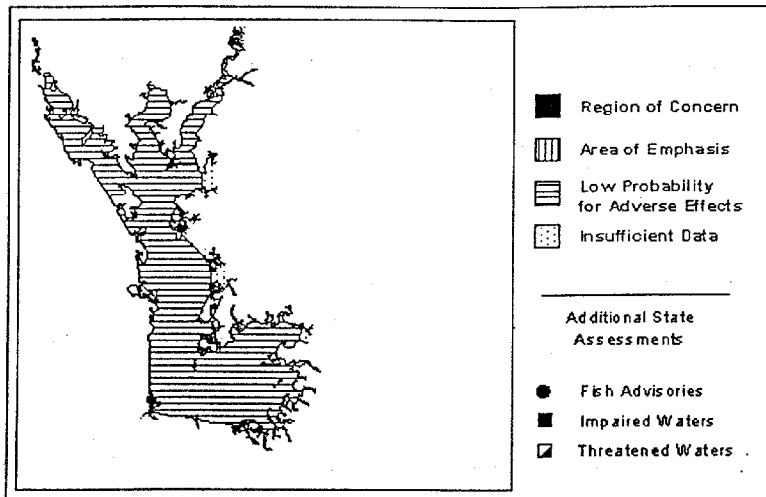 Region of Concern
Area of Emphasis
Low Probability
for Adverse Effects
Insufficient Data
Additional State
Assessments
Fish Advisories
Impaired Waters
Threatened Waters